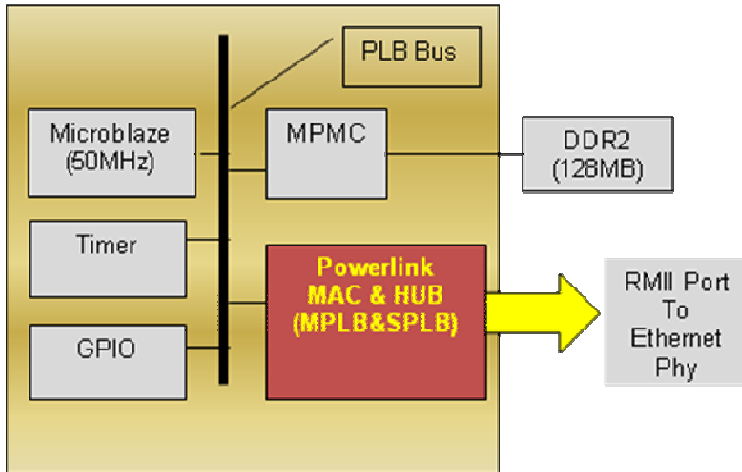 PLB Bus
Microblaze
(50MHz)
MPMC
DDR2
(128MB)
Timer
Powerlink
MAC & HUB
(MPLB&SPLB)
RMII Port
To
Ethernet
Phy
GPIO